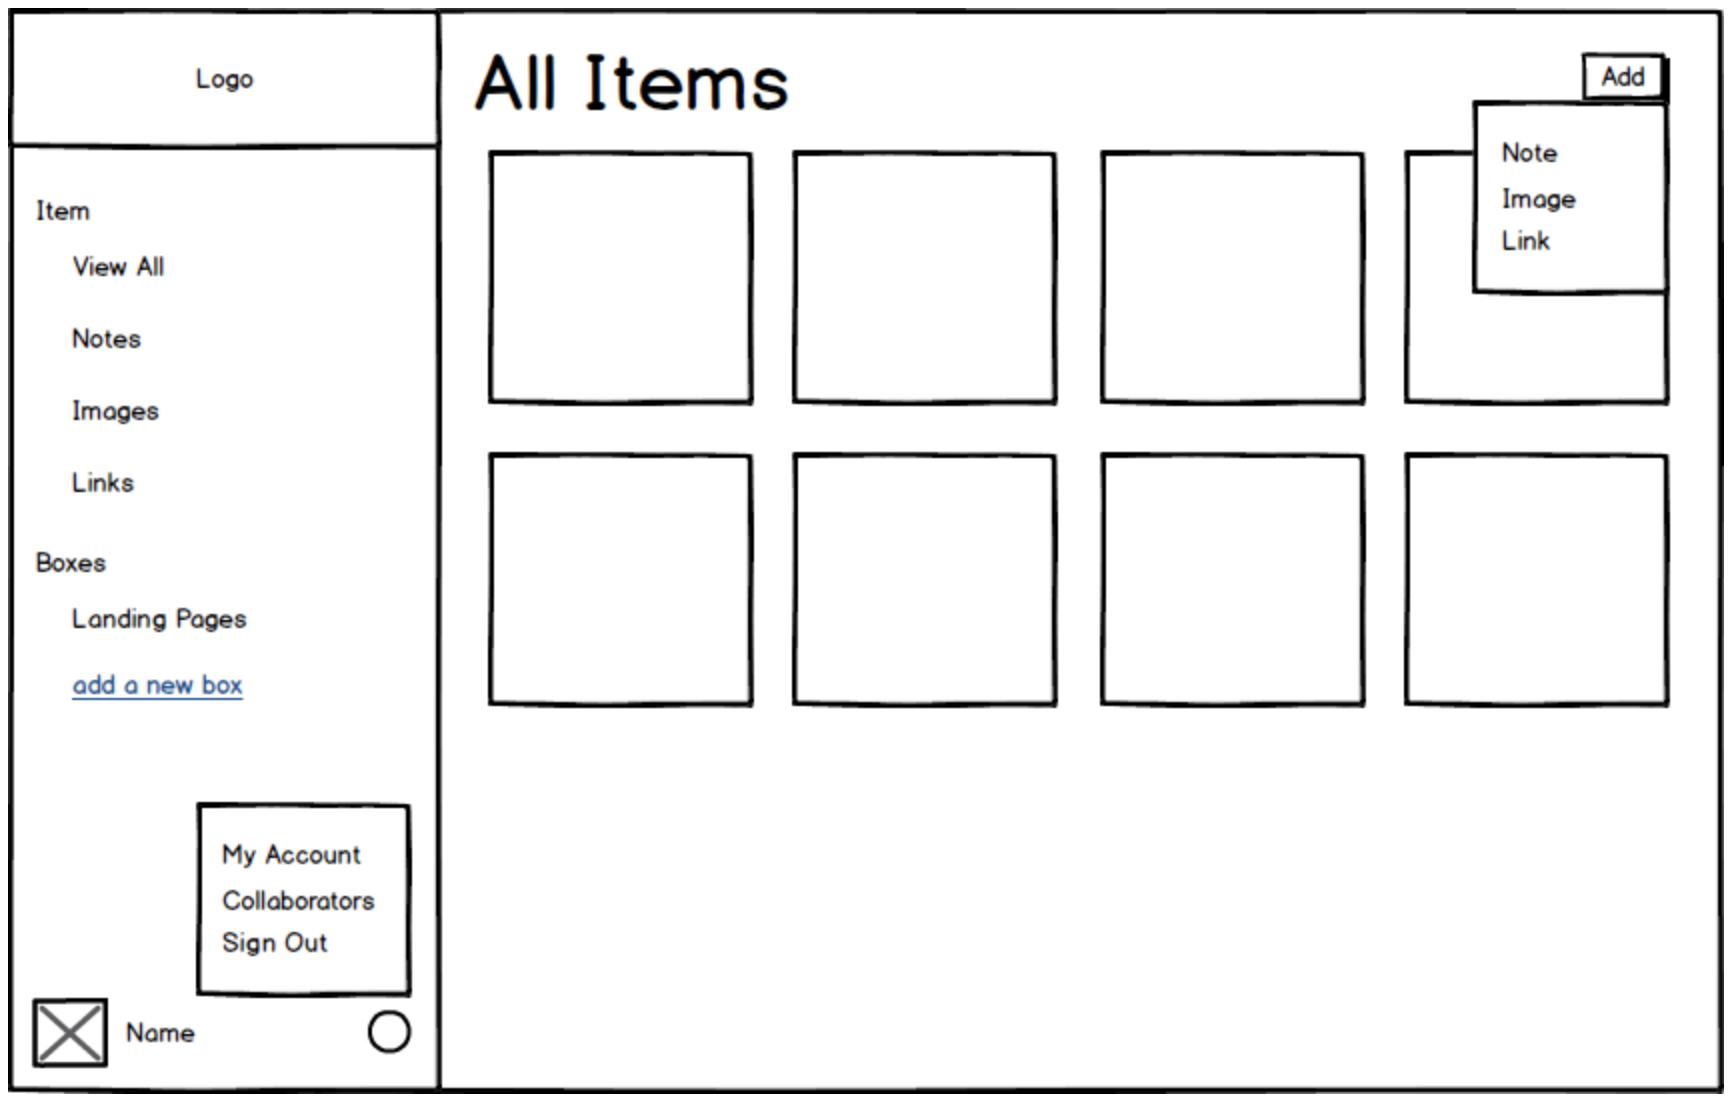 Logo
Item
View All
Notes
Images
Links
Boxes
Landing Pages
add a new box
My Account
Collaborators
Sign Out
Name
All Items
Add
Note
Image
Link